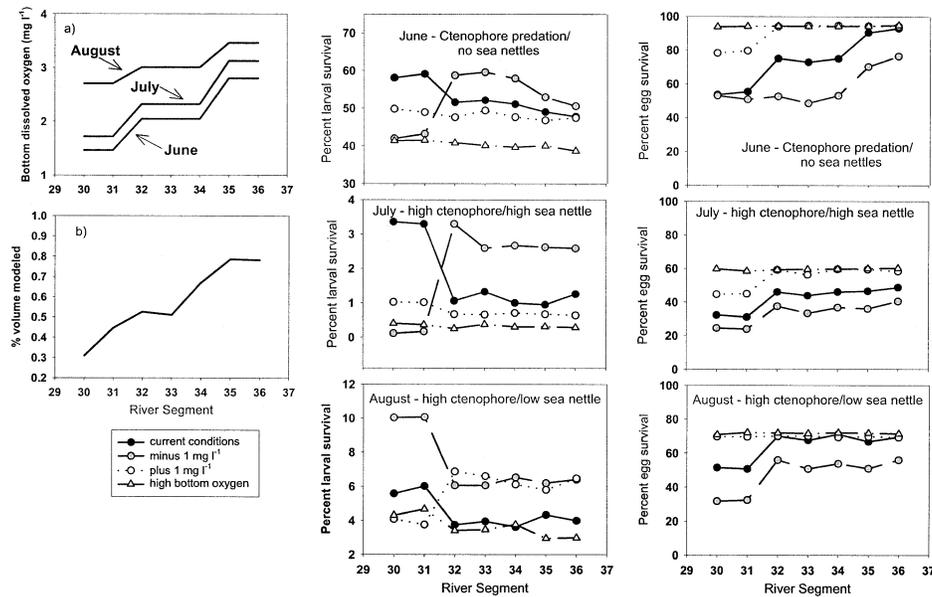 a)
Bottom dissolved oxygen (mg l-1)
4
3
2
1
August
July
June
29 30 31 32 33 34 35 36 37
b)
% volume modeled
1.0
0.9
0.8
0.7
0.6
0.5
0.4
0.3
0.2
29 30 31 32 33 34 35 36 37
River Segment
current conditions
minus 1 mg l-1
plus 1 mg l-1
high bottom oxygen
June - Ctenophore predation/
no sea nettles
Percent larval survival
70
60
50
40
30
July - high ctenophore/high sea nettle
Percent larval survival
4
3
2
1
0
August - high ctenophore/low sea nettle
Percent larval survival
12
10
8
6
4
2
29 30 31 32 33 34 35 36 37
River Segment
Percent egg survival
100
80
60
40
20
0
June - Ctenophore predation/
no sea nettles
July - high ctenophore/high sea nettle
Percent egg survival
100
80
60
40
20
0
August - high ctenophore/low sea nettle
Percent egg survival
100
80
60
40
20
0
29 30 31 32 33 34 35 36 37
River Segment